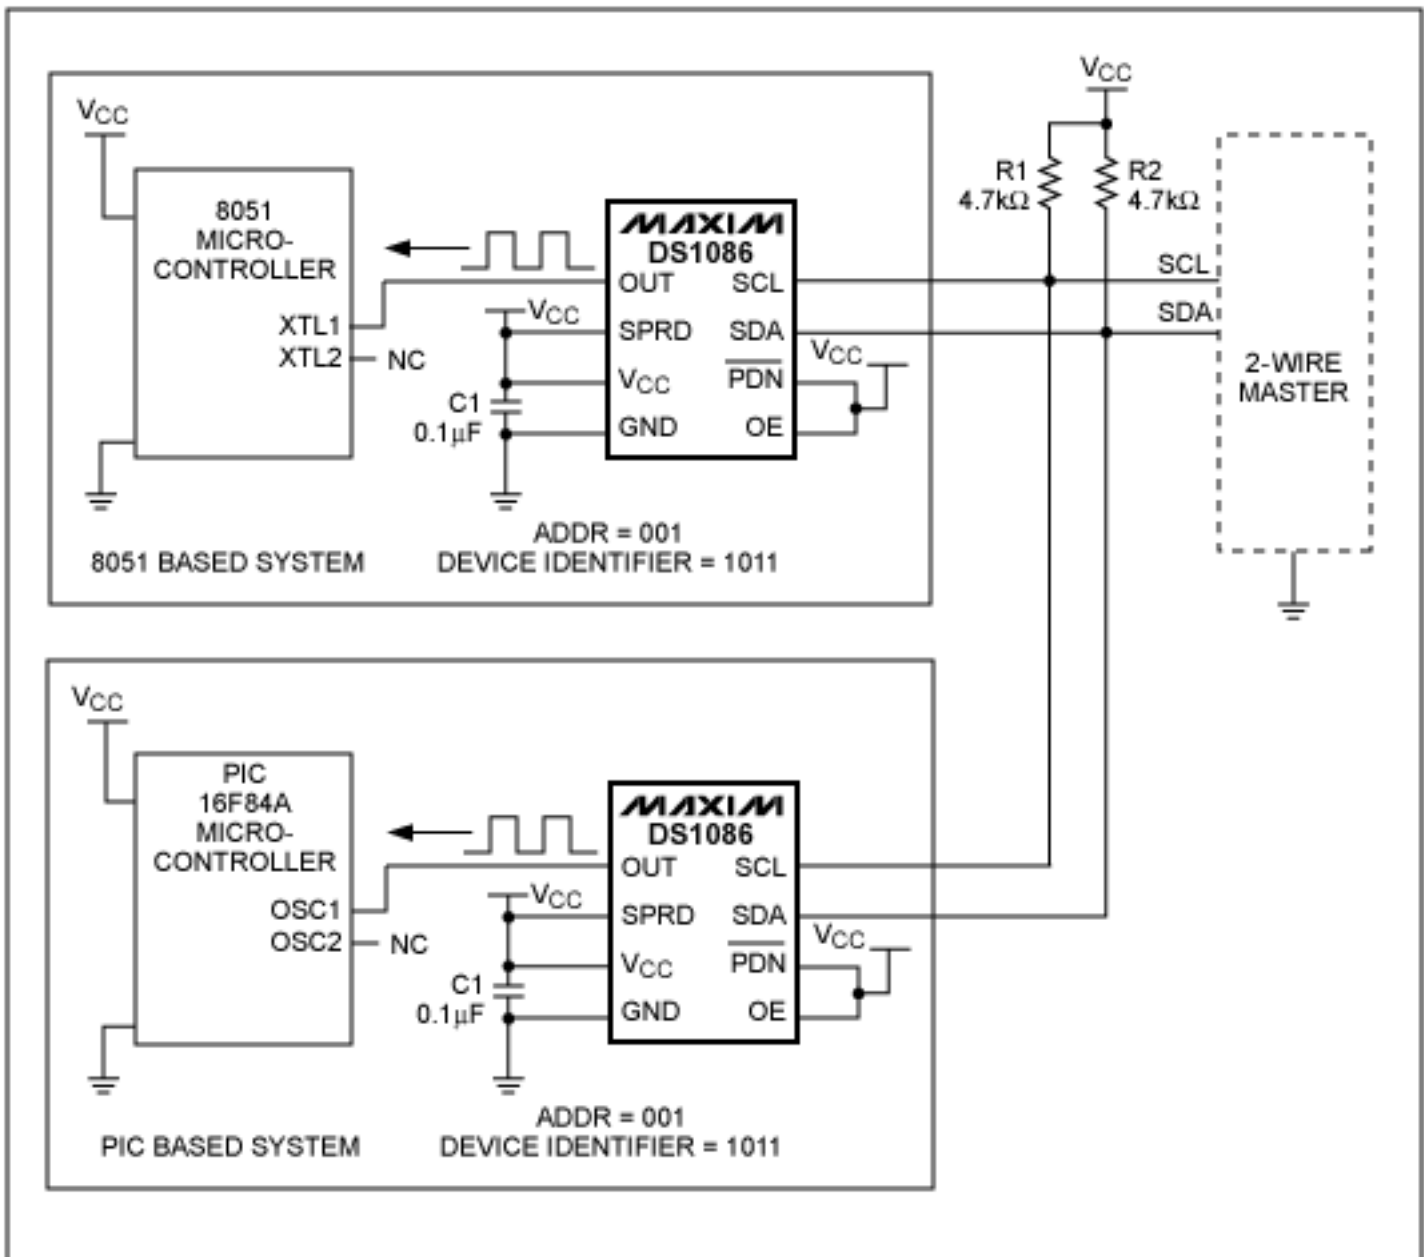 VCC
R1
4.7kΩ
R2
4.7kΩ
SCL
SDA
2-WIRE
MASTER
VCC
8051
MICRO-
CONTROLLER
XTL1
XTL2
NC
MAXIM
DS1086
OUT
SCL
SPRD
SDA
VCC
PDN
GND
OE
VCC
VCC
C1
0.1µF
ADDR = 001
8051 BASED SYSTEM
DEVICE IDENTIFIER = 1011
VCC
PIC
16F84A
MICRO-
CONTROLLER
OSC1
OSC2
NC
MAXIM
DS1086
OUT
SCL
SPRD
SDA
VCC
PDN
GND
OE
VCC
VCC
C1
0.1µF
ADDR = 001
PIC BASED SYSTEM
DEVICE IDENTIFIER = 1011